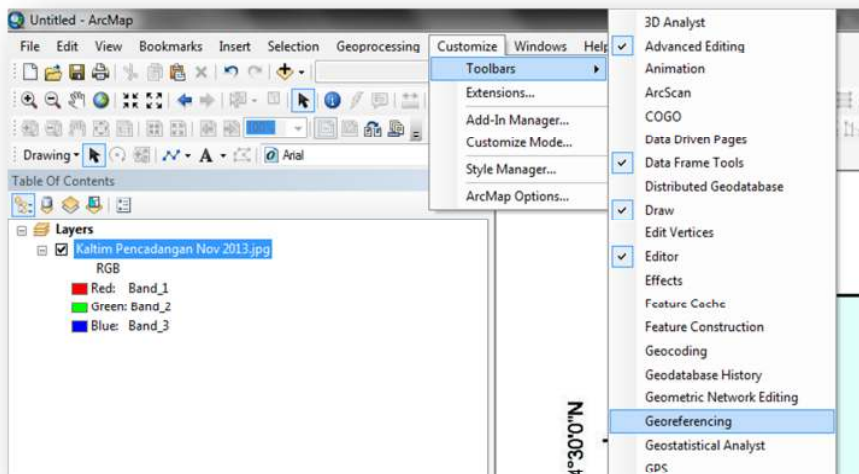 Untitled - ArcMap
File Edit View Bookmarks Insert Selection Geoprocessing Customize Windows Help
Toolbars
Extensions...
Add-In Manager...
Customize Mode...
Style Manager...
ArcMap Options...
3D Analyst
Advanced Editing
Animation
ArcScan
COGO
Data Driven Pages
Data Frame Tools
Distributed Geodatabase
Draw
Edit Vertices
Editor
Effects
Feature Cache
Feature Construction
Geocoding
Geodatabase History
Geometric Network Editing
Georeferencing
Geostatistical Analyst
GPS
Drawing
A
Arial
Table Of Contents
Layers
Kaltim Pencadangan Nov 2013.jpg
RGB
Red: Band_1
Green: Band_2
Blue: Band_3